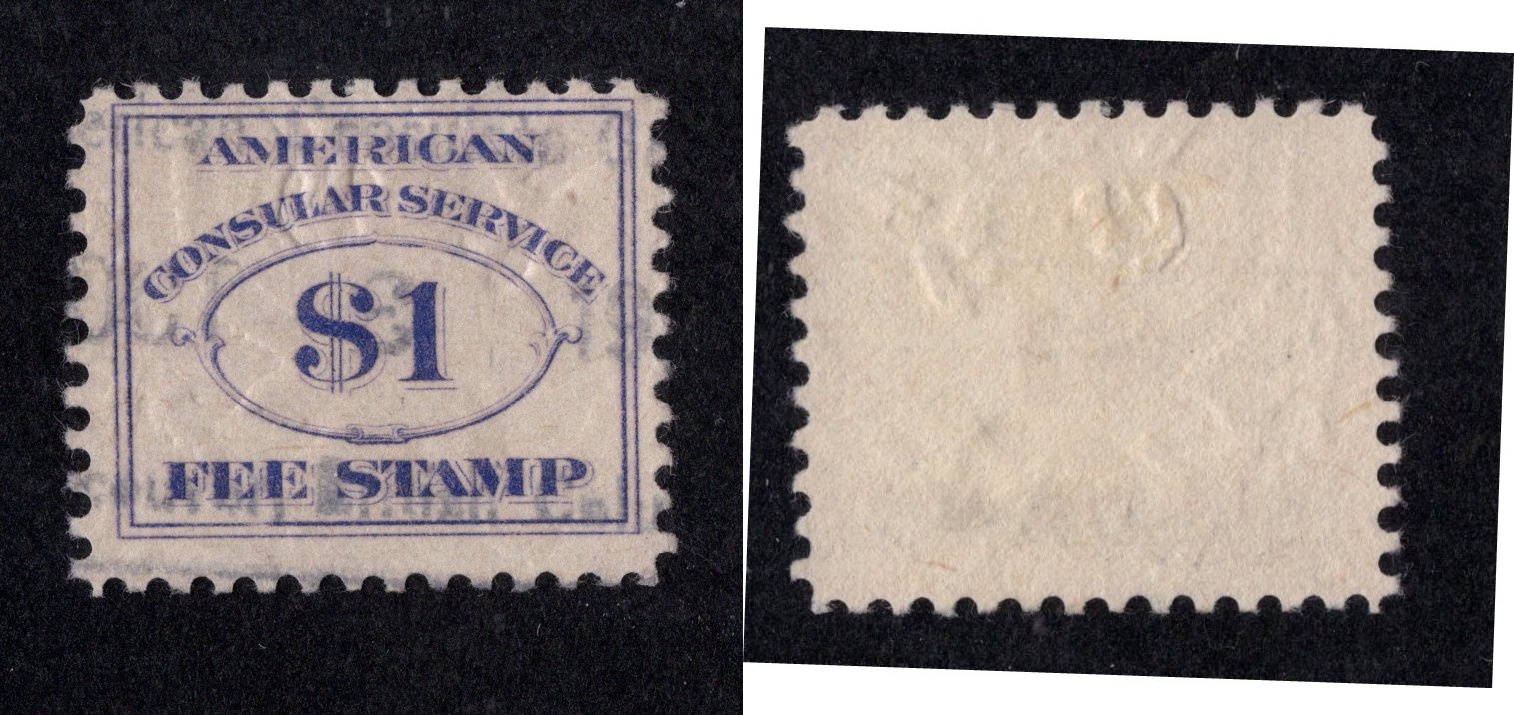 AMERICAN
CONSULAR SERVICE
$1
FEE STAMP